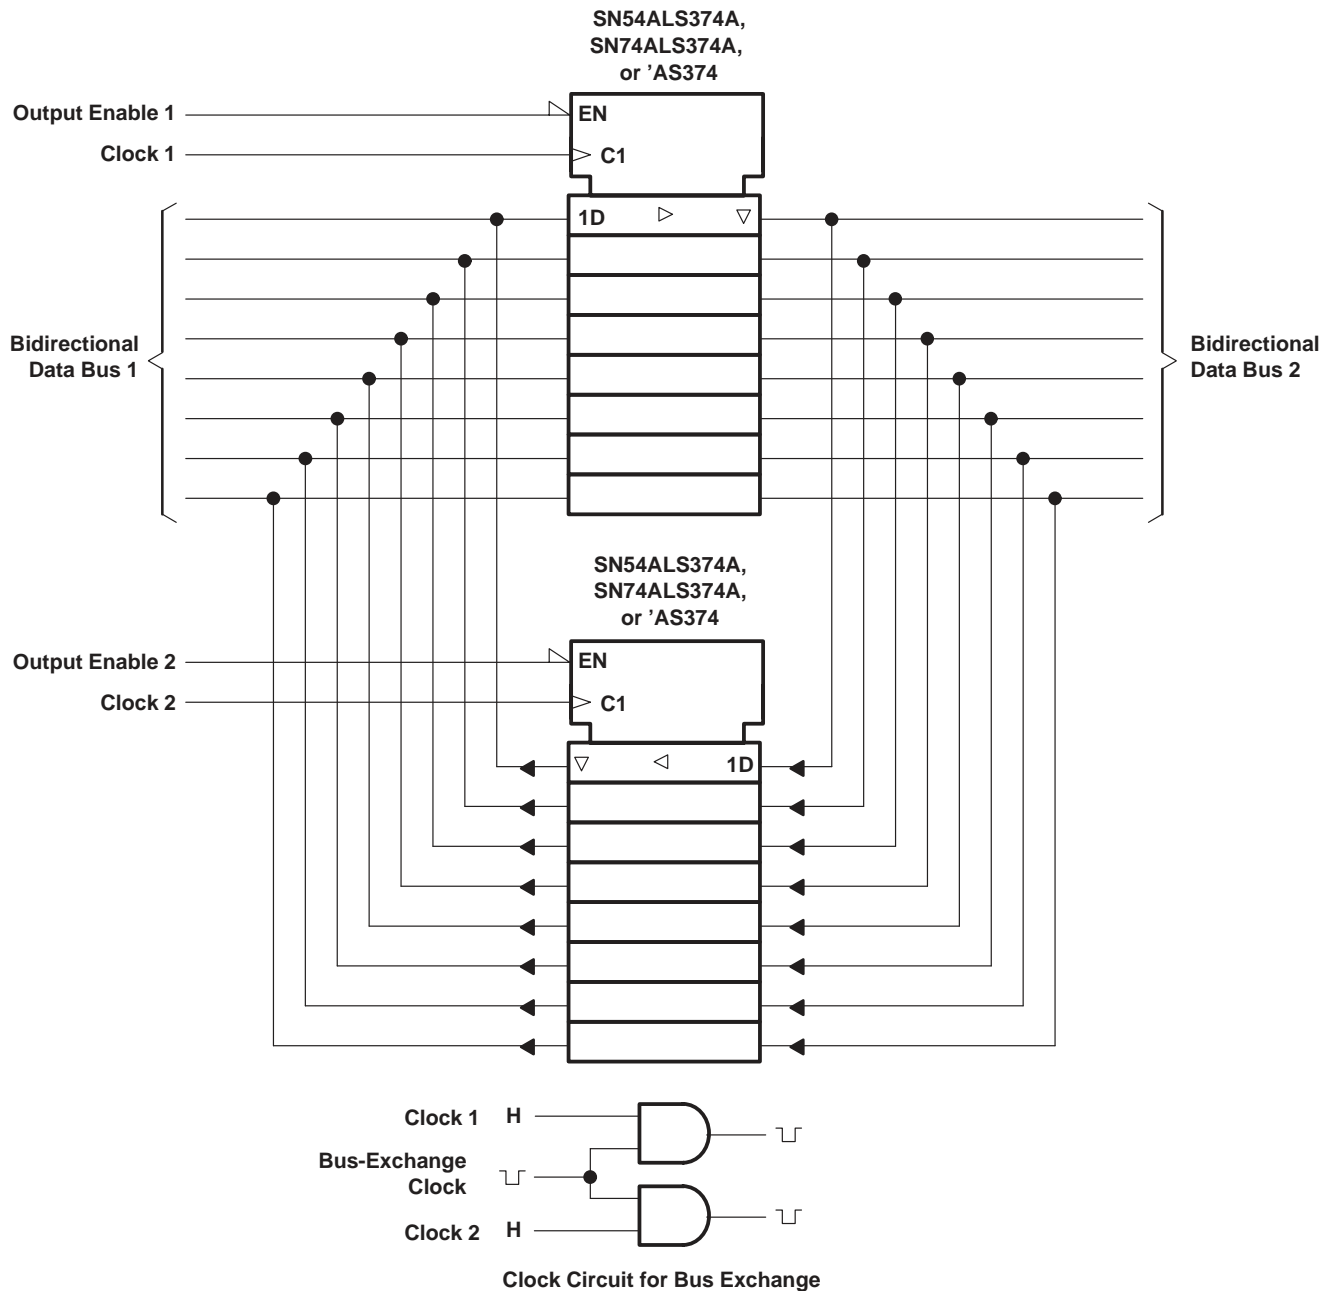 SN54ALS374A,
SN74ALS374A,
or ’AS374
Output Enable 1
EN
Clock 1
C1
1D
Bidirectional
Data Bus 1
Bidirectional
Data Bus 2
SN54ALS374A,
SN74ALS374A,
or ’AS374
Output Enable 2
EN
Clock 2
C1
1D
Clock 1 H
Bus-Exchange
Clock
Clock 2 H
Clock Circuit for Bus Exchange